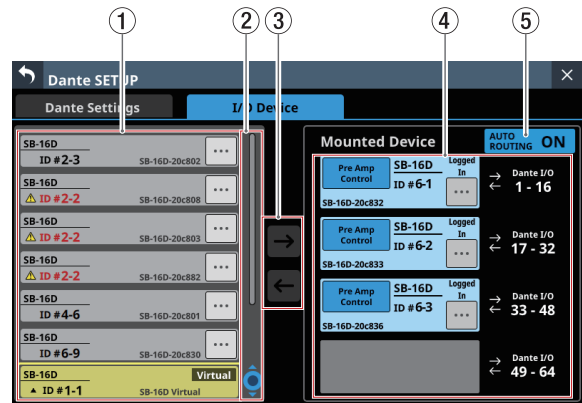 1 2 3 4 5
Dante SETUP
Dante Settings
I/O Device
SB-16D
ID #2-3
SB-16D-20c802
SB-16D
ID #2-2
SB-16D-20c808
SB-16D
ID #2-2
SB-16D-20c803
SB-16D
ID #2-2
SB-16D-20c882
SB-16D
ID #4-6
SB-16D-20c801
SB-16D
ID #6-9
SB-16D-20c830
SB-16D
Virtual
ID #1-1
SB-16D Virtual
Mounted Device
AUTO
ROUTING
ON
Pre Amp
Control
SB-16D
Logged
In
ID #6-1
SB-16D-20c832
Dante I/O
1 - 16
Pre Amp
Control
SB-16D
Logged
In
ID #6-2
SB-16D-20c833
Dante I/O
17 - 32
Pre Amp
Control
SB-16D
Logged
In
ID #6-3
SB-16D-20c836
Dante I/O
33 - 48
Dante I/O
49 - 64